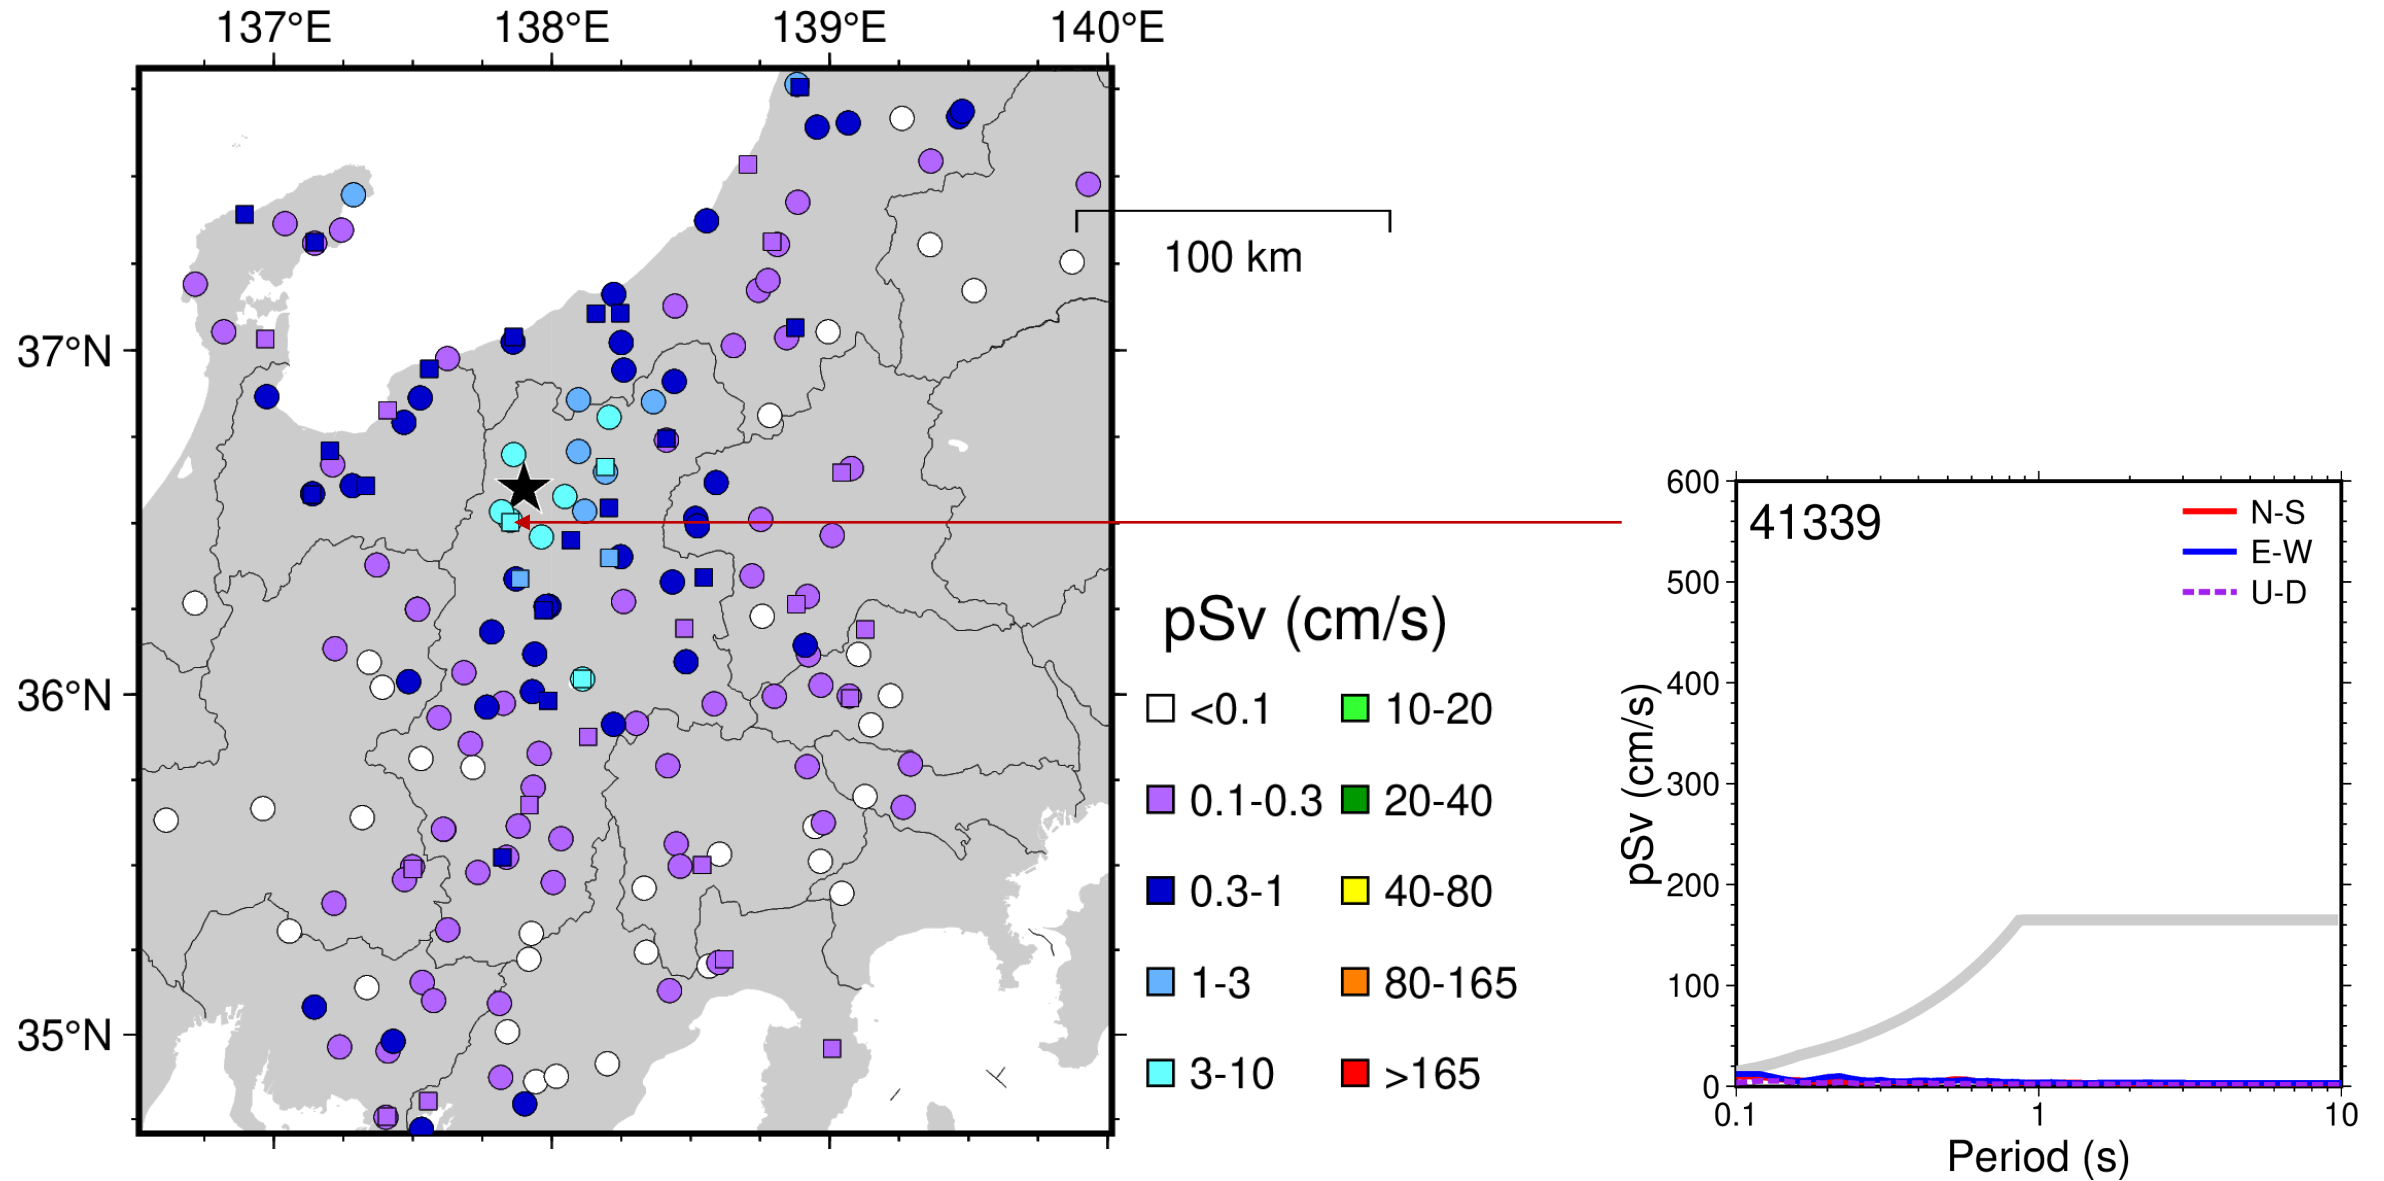 137°E 138°E 139°E 140°E
37°N
36°N
35°N
100 km
pSv (cm/s)
<0.1 10-20
0.1-0.3 20-40
0.3-1 40-80
1-3 80-165
3-10 >165
41339
N-S
E-W
U-D
pSv (cm/s)
600
500
400
300
200
100
0
0.1 1 10
Period (s)